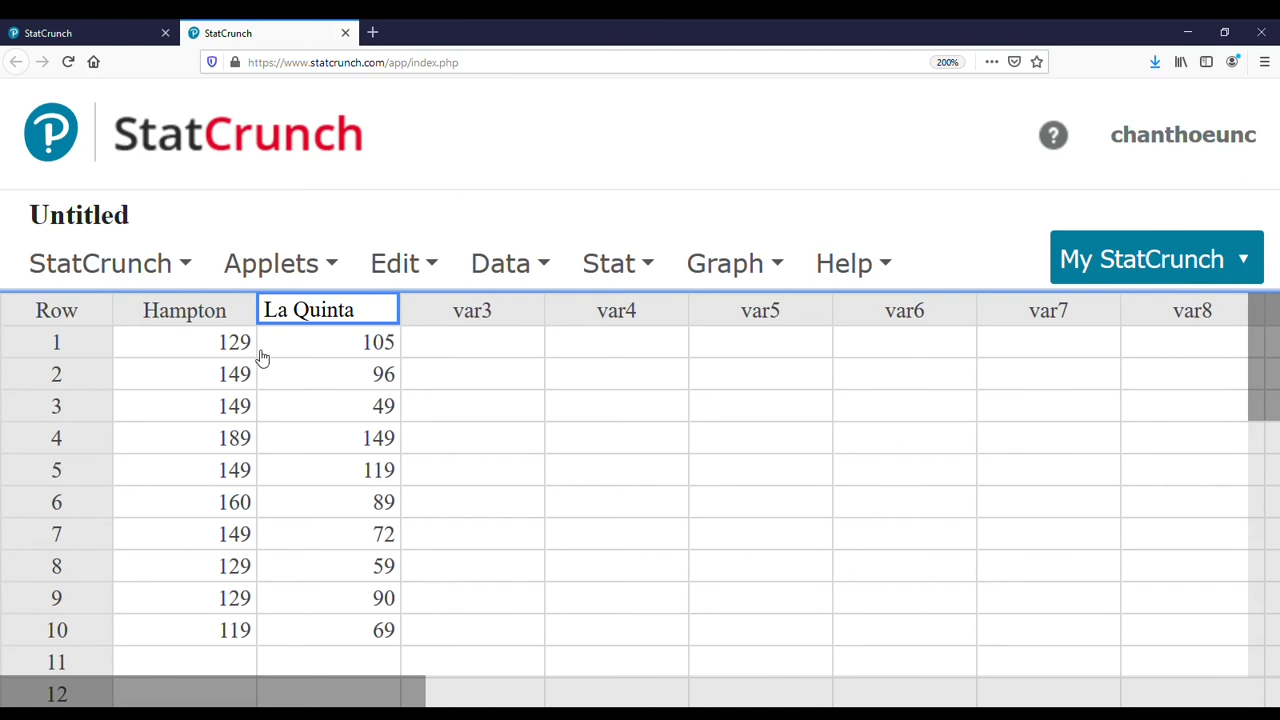 StatCrunch
StatCrunch
https://www.statcrunch.com/app/index.php 200%
StatCrunch
? chanthoeunc
Untitled
StatCrunch Applets Edit Data Stat Graph Help My StatCrunch
Row Hampton La Quinta var3 var4 var5 var6 var7 var8
1 129 105
2 149 96
3 149 49
4 189 149
5 149 119
6 160 89
7 149 72
8 129 59
9 129 90
10 119 69
11
12